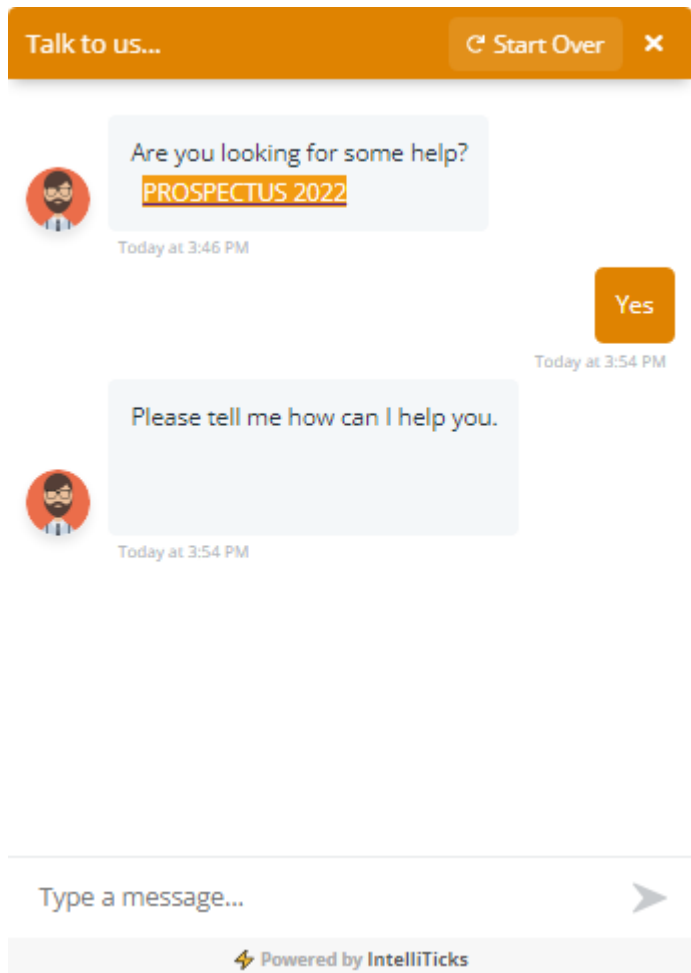 Talk to us...
Start Over
Are you looking for some help?
PROSPECTUS 2022
Today at 3:46 PM
Yes
Today at 3:54 PM
Please tell me how can I help you.
Today at 3:54 PM
Type a message...
Powered by IntelliTicks